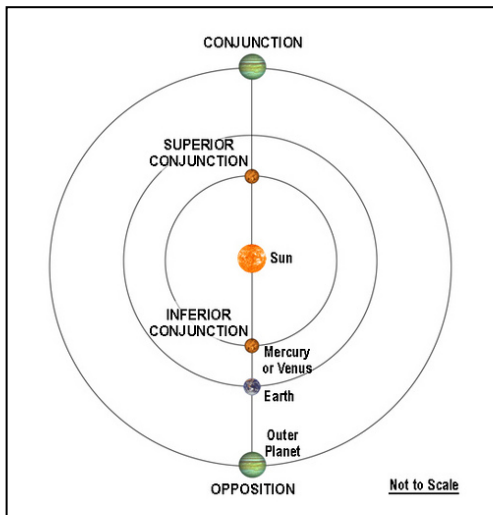 CONJUNCTION
SUPERIOR
CONJUNCTION
Sun
INFERIOR
CONJUNCTION
Mercury
or Venus
Earth
Outer
Planet
OPPOSITION
Not to Scale